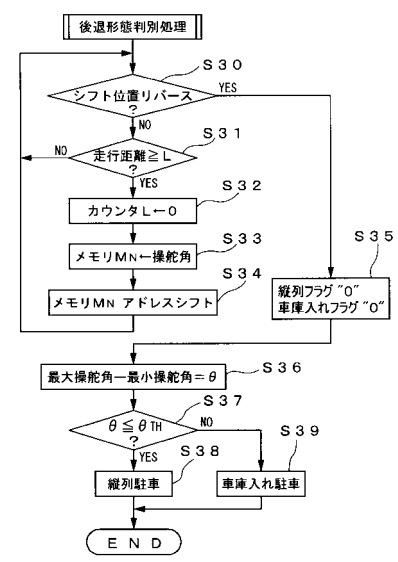 後退形態判別処理
S30
シフト位置リバース
?
YES
NO
S31
走行距離≧L
?
NO
YES
S32
カウンタL←0
S33
メモリMN←操舵角
S34
メモリMN アドレスシフト
S35
縦列フラグ"0"
車庫入れフラグ"0"
S36
最大操舵角ー最小操舵角=θ
S37
θ≦θTH
?
NO
YES
S38
縦列駐車
S39
車庫入れ駐車
END